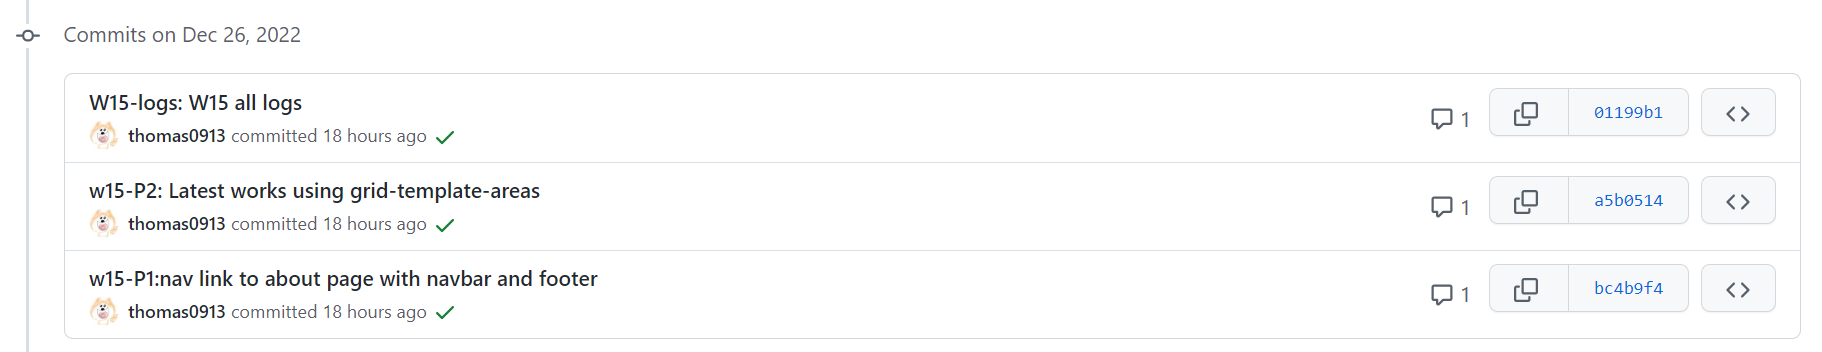 Commits on Dec 26, 2022
W15-logs: W15 all logs
thomas0913 committed 18 hours ago
1
01199b1
w15-P2: Latest works using grid-template-areas
thomas0913 committed 18 hours ago
1
a5b0514
w15-P1:nav link to about page with navbar and footer
thomas0913 committed 18 hours ago
1
bc4b9f4